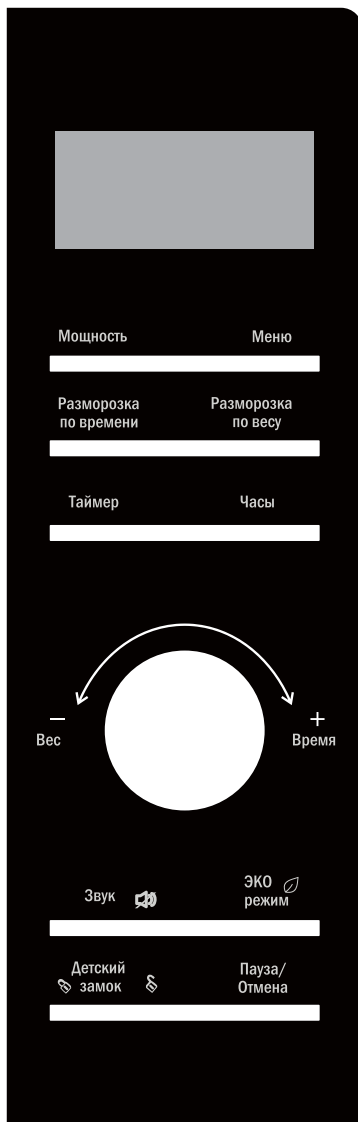 Мощность Меню
Разморозка Разморозка
по времени по весу
Таймер Часы
− +
Вес Время
Звук ЭКО
режим
Детский Пауза/
замок Отмена